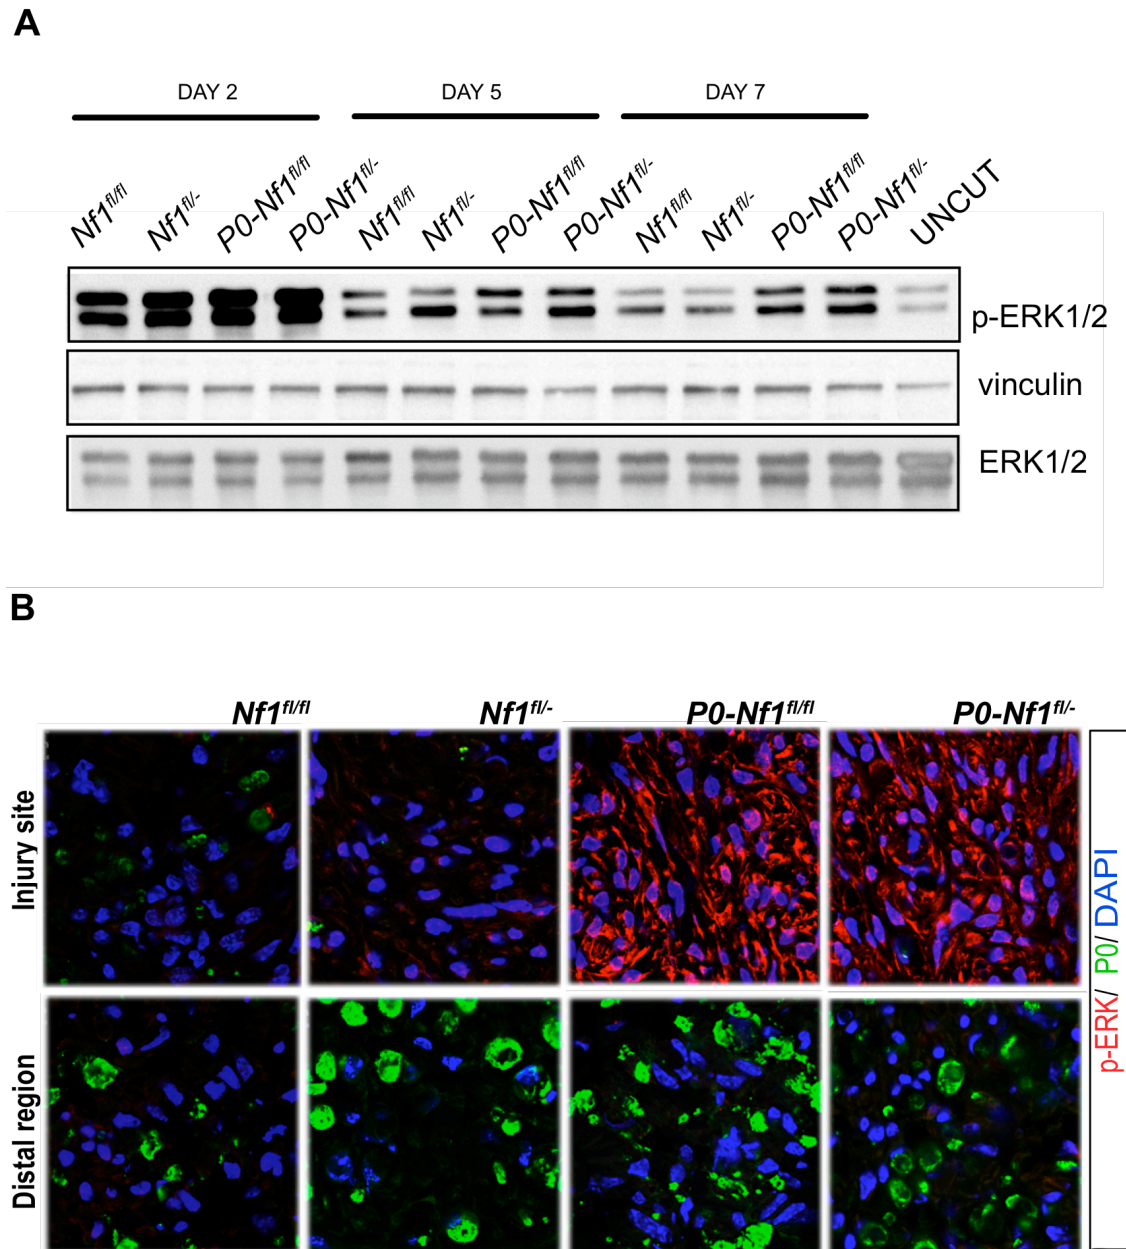 A
DAY 2 DAY 5 DAY 7
Nf1fl/fl Nf1fl/- P0-Nf1fl/fl P0-Nf1fl/- Nf1fl/fl Nf1fl/- P0-Nf1fl/fl P0-Nf1fl/- Nf1fl/fl Nf1fl/- P0-Nf1fl/fl P0-Nf1fl/- UNCUT
p-ERK1/2
vinculin
ERK1/2
B
Nf1fl/fl Nf1fl/- P0-Nf1fl/fl P0-Nf1fl/-
Injury site
Distal region
p-ERK/ P0/ DAPI